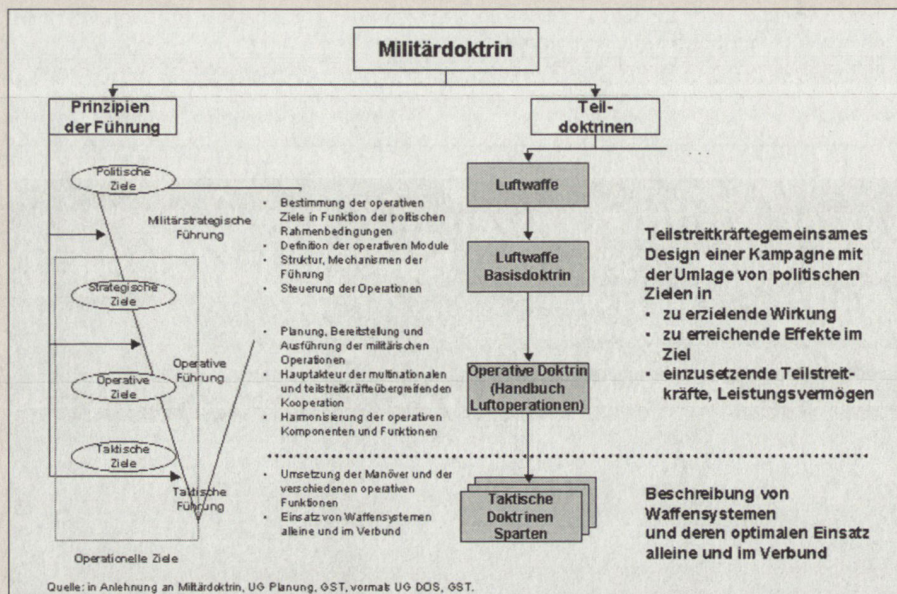 Militärdoktrin
Prinzipien
der Führung
Teil-
doktrinen
Politische
Ziele
Militärstrategische
Führung
Strategische
Ziele
Operative
Führung
Operative
Ziele
Taktische
Ziele
Taktische
Führung
Operationelle Ziele
• Bestimmung der operativen
Ziele in Funktion der politischen
Rahmenbedingungen
• Definition der operativen Module
• Struktur, Mechanismen der
Führung
• Steuerung der Operationen
• Planung, Bereitstellung und
Ausführung der militärischen
Operationen
• Hauptakteur der multinationalen
und teilstreitkräfteübergreifenden
Kooperation
• Harmonisierung der operativen
Komponenten und Funktionen
• Umsetzung der Manöver und der
verschiedenen operativen
Funktionen
• Einsatz von Waffensystemen
alleine und im Verbund
...
Luftwaffe
Luftwaffe
Basisdoktrin
Operative Doktrin
(Handbuch
Luftoperationen)
Taktische
Doktrinen
Sparten
Teilstreitkräftegemeinsames
Design einer Kampagne mit
der Umlage von politischen
Zielen in
• zu erzielende Wirkung
• zu erreichende Effekte im
Ziel
• einzusetzende Teilstreit-
kräfte, Leistungsvermögen
Beschreibung von
Waffensystemen
und deren optimalen Einsatz
alleine und im Verbund
Quelle: in Anlehnung an Militärdoktrin, UG Planung, GST, vormals UG DOS, GST.